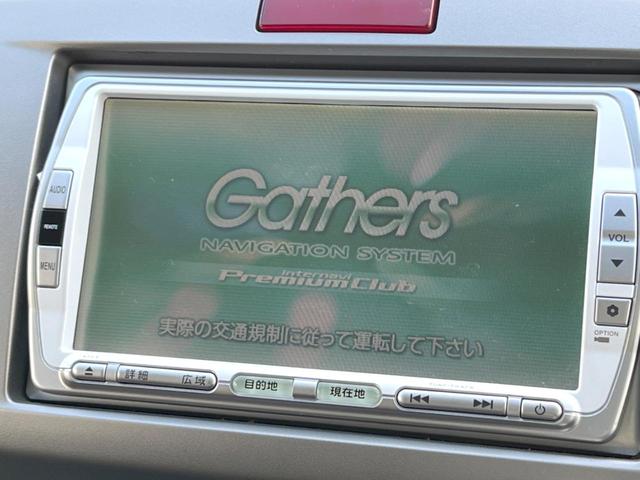 Gathers
NAVIGATION SYSTEM
internavi
PremiumClub
実際の交通規制に従って運転して下さい
AUDIO
REMOTE
MENU
VOL
OPTION
詳細 広域
目的地
現在地